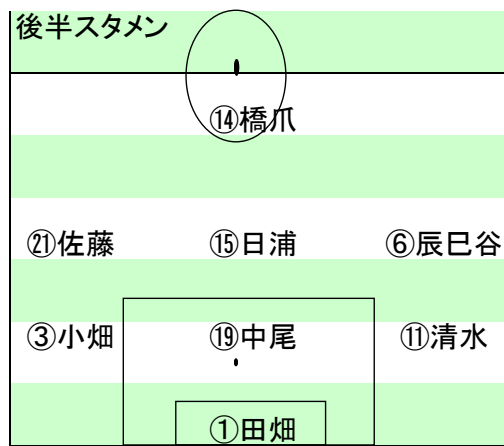 後半スタメン
⑭橋爪
㉑佐藤 ⑮日浦 ⑥辰巳谷
③小畑 ⑲中尾 ⑪清水
①田畑